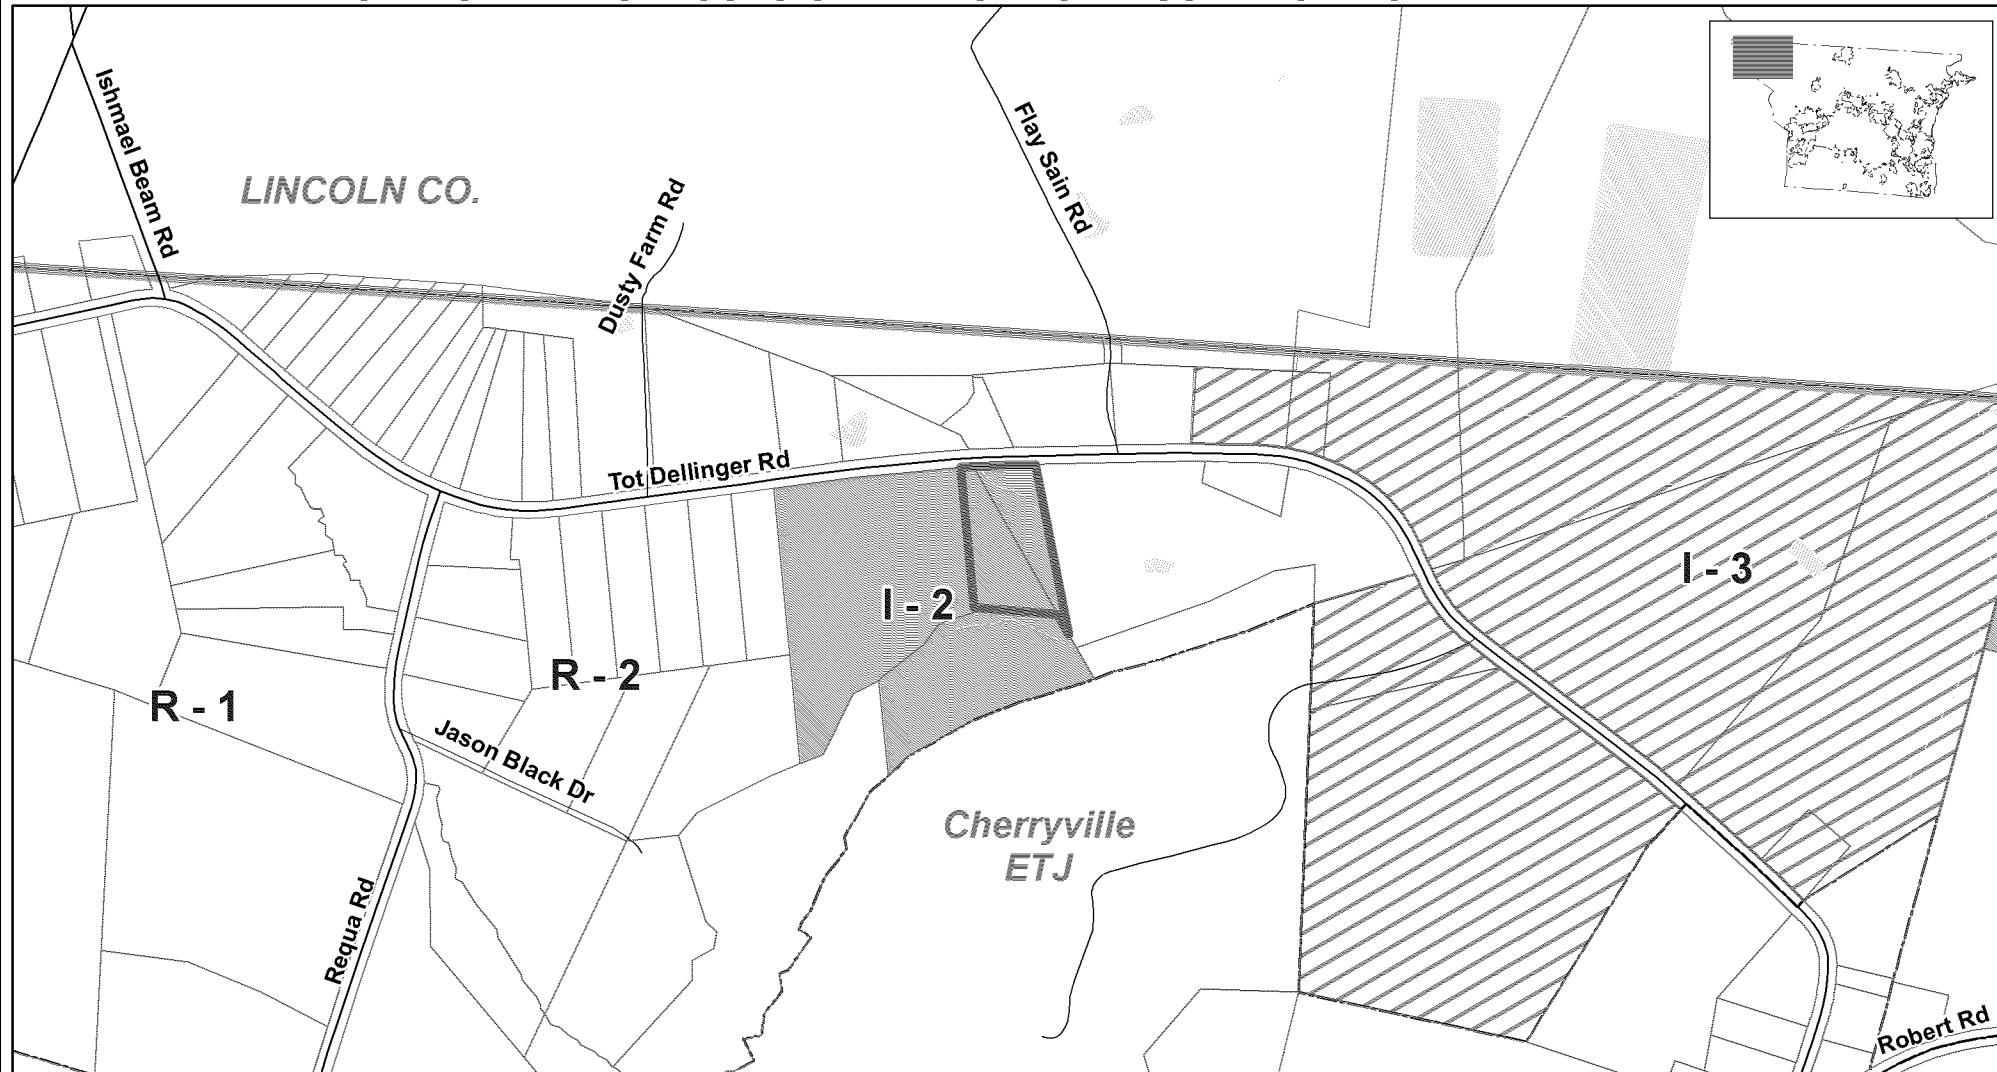 Ishmael Beam Rd
LINCOLN CO.
Dusty Farm Rd
Flay Sain Rd
Tot Dellinger Rd
I - 3
I - 2
R - 2
R - 1
Jason Black Dr
Cherryville
ETJ
Requa Rd
Robert Rd